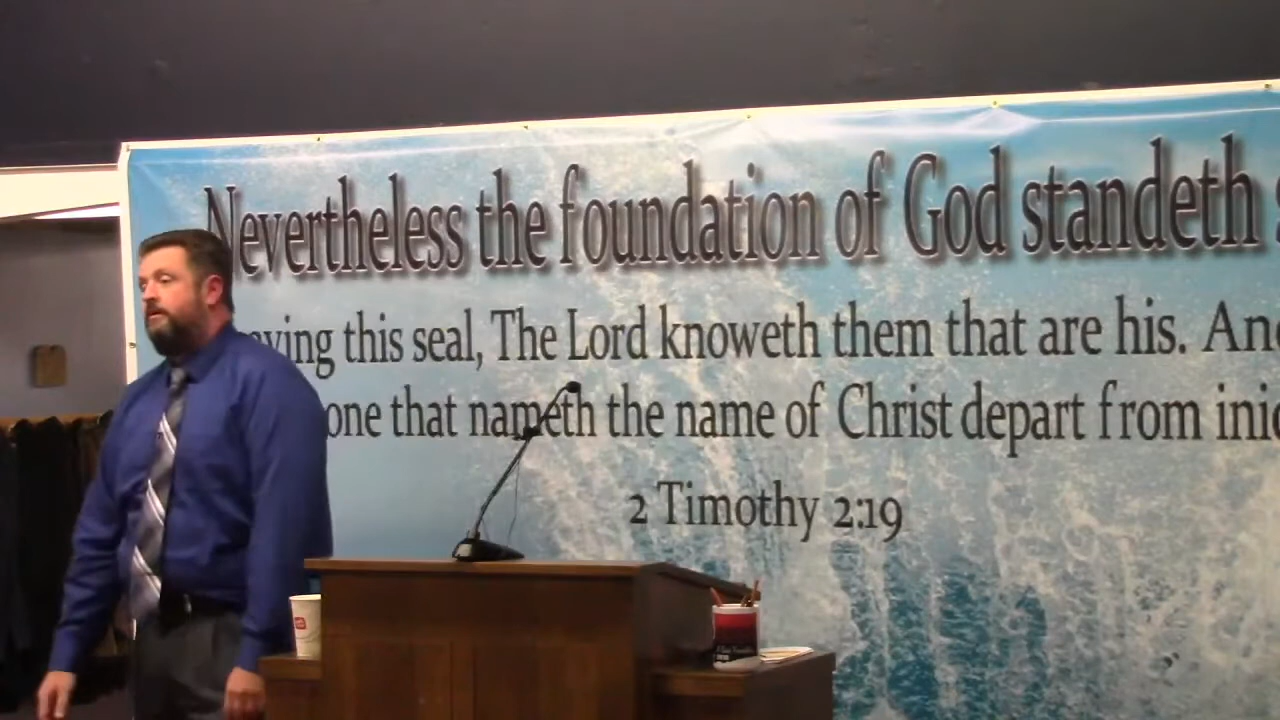 Nevertheless the foundation of God standeth
this seal, The Lord knoweth them that are his. And
one that nameth the name of Christ depart from
2 Timothy 2:19